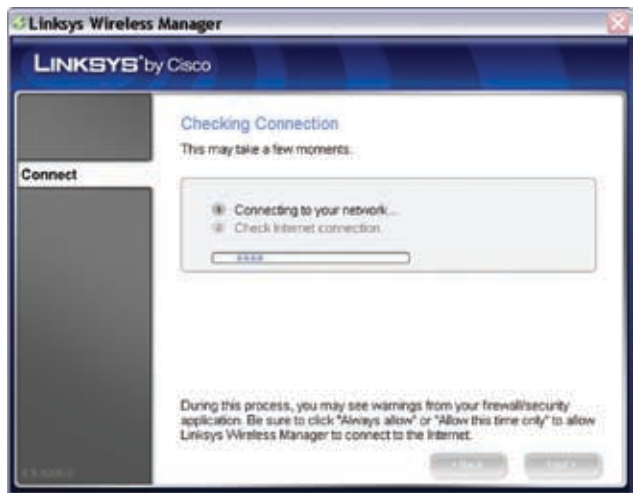 Linksys Wireless Manager
LINKSYS by Cisco
Checking Connection
This may take a few moments.
Connect
Connecting to your network...
Check Internet connection.
During this process, you may see warnings from your firewall/security
application. Be sure to click "Always allow" or "Allow this time only" to allow
Linksys Wireless Manager to connect to the Internet.